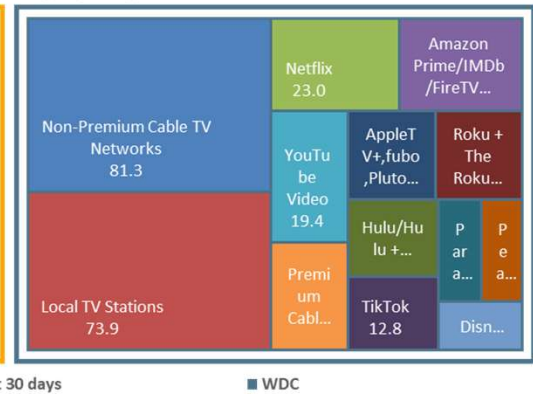 Non-Premium Cable TV
Networks
81.3
Local TV Stations
73.9
Netflix
23.0
Amazon
Prime/IMDb
/FireTV...
YouTu
be
Video
19.4
AppleT
V+,fubo
,Pluto...
Roku +
The
Roku...
Hulu/Hu
lu +...
P
ar
a...
P
e
a...
Premi
um
Cabl...
TikTok
12.8
Disn...
30 days
WDC